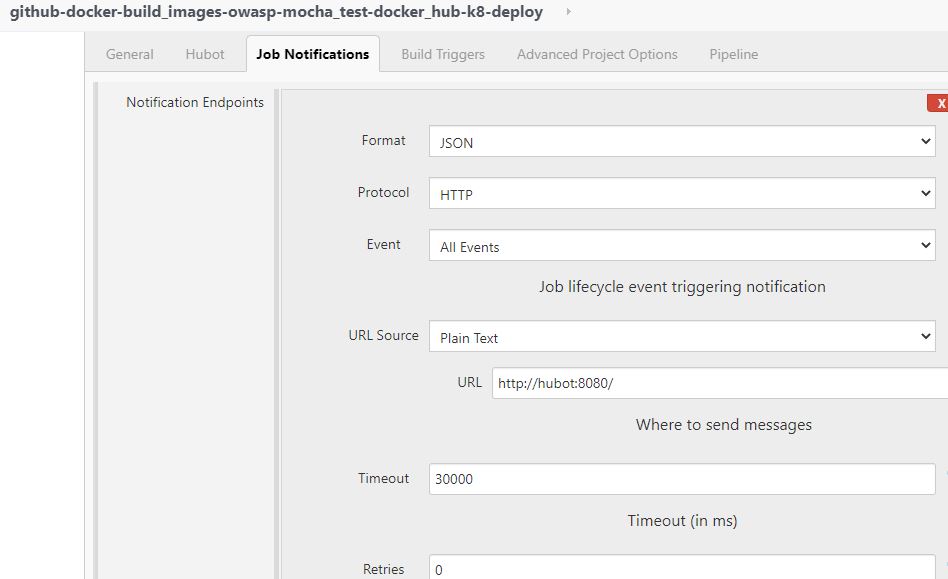 github-docker-build_images-owasp-mocha_test-docker_hub-k8-deploy
General Hubot Job Notifications Build Triggers Advanced Project Options Pipeline
Notification Endpoints
X
Format JSON
Protocol HTTP
Event All Events
Job lifecycle event triggering notification
URL Source Plain Text
URL http://hubot:8080/
Where to send messages
Timeout 30000
Timeout (in ms)
Retries 0